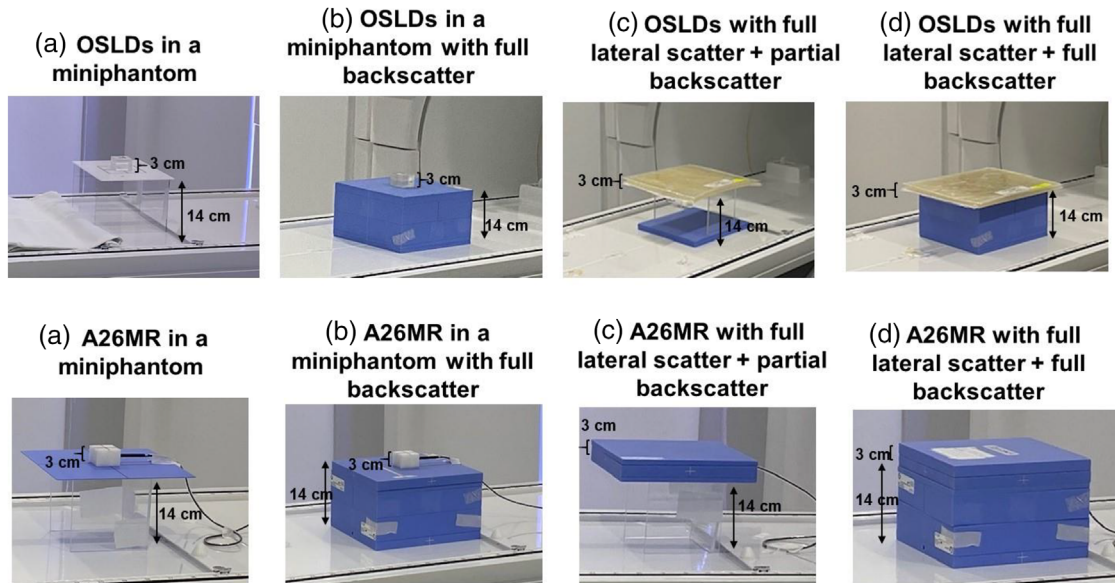 (a) OSLDs in a
miniphantom
(b) OSLDs in a
miniphantom with full
backscatter
(c) OSLDs with full
lateral scatter + partial
backscatter
(d) OSLDs with full
lateral scatter + full
backscatter
3 cm
14 cm
3 cm
14 cm
3 cm
14 cm
3 cm
14 cm
(a) A26MR in a
miniphantom
(b) A26MR in a
miniphantom with full
backscatter
(c) A26MR with full
lateral scatter + partial
backscatter
(d) A26MR with full
lateral scatter + full
backscatter
3 cm
14 cm
3 cm
14 cm
3 cm
14 cm
3 cm
14 cm